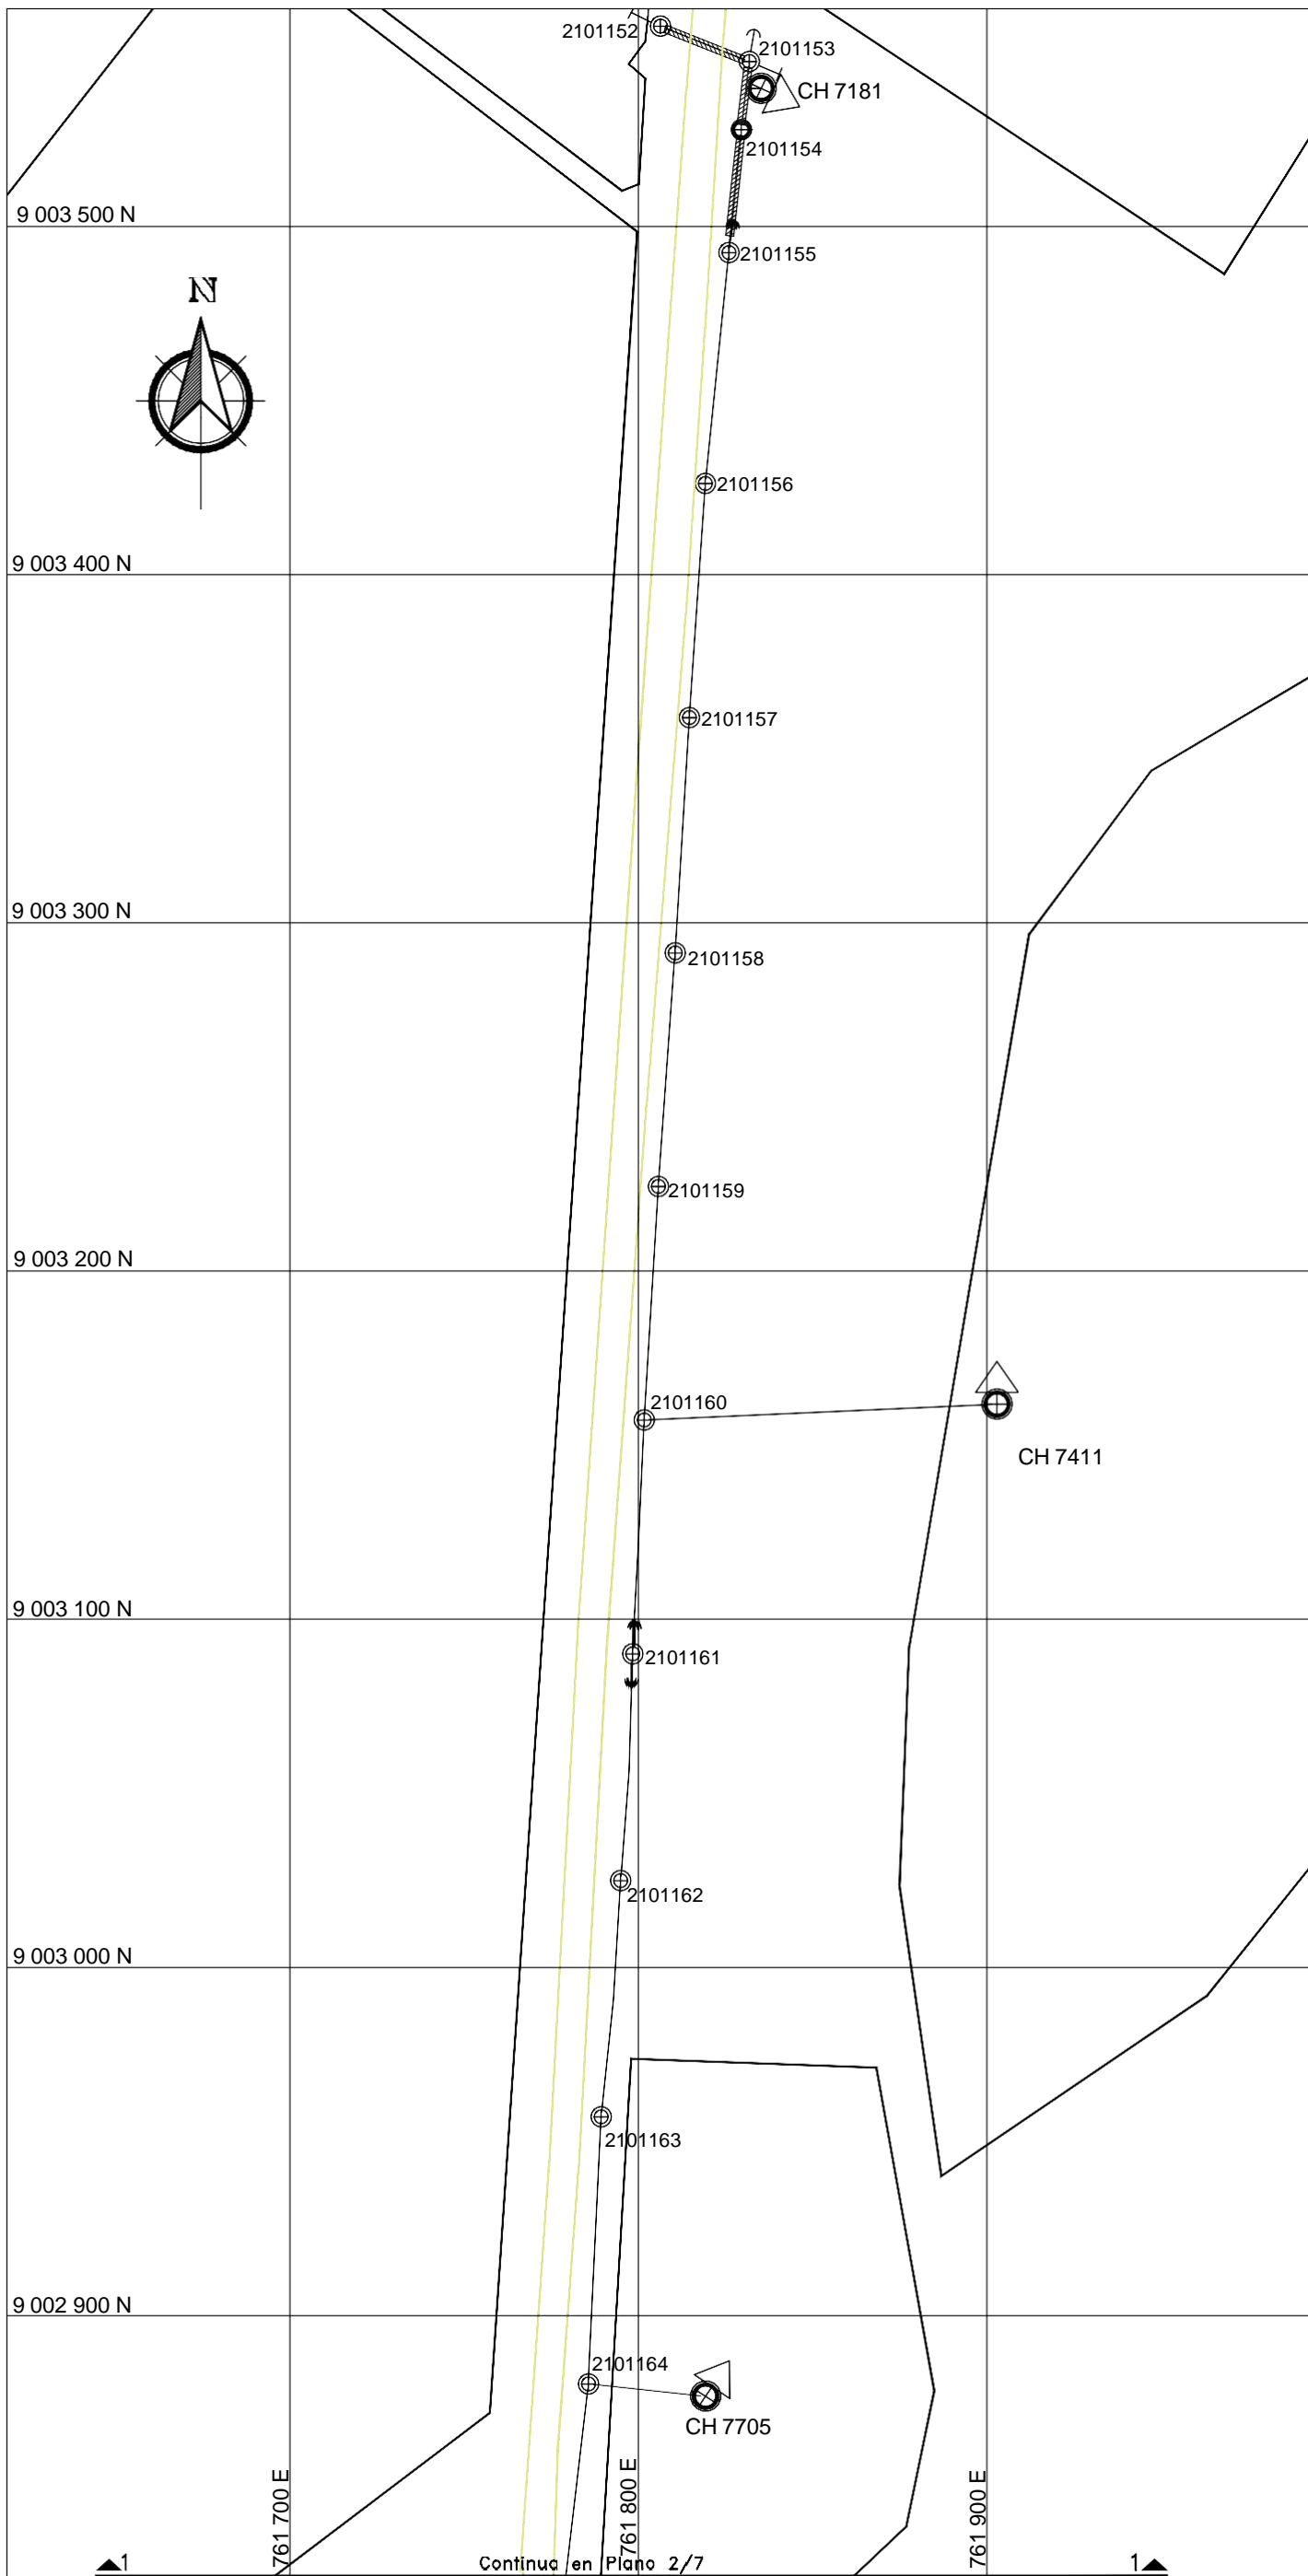 2101152
2101153
CH 7181
2101154
9 003 500 N
2101155
N
2101156
9 003 400 N
2101157
9 003 300 N
2101158
2101159
9 003 200 N
2101160
CH 7411
9 003 100 N
2101161
2101162
9 003 000 N
2101163
9 002 900 N
2101164
CH 7705
761 700 E
761 800 E
761 900 E
1
Continua en Plano 2/7
1